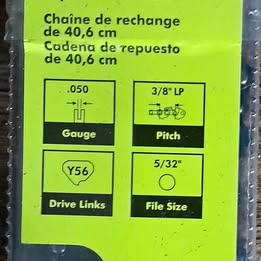 Chaîne de rechange
de 40,6 cm
Cadena de repuesto
de 40,6 cm
.050
3/8" LP
Gauge
Pitch
Y56
5/32"
Drive Links
File Size